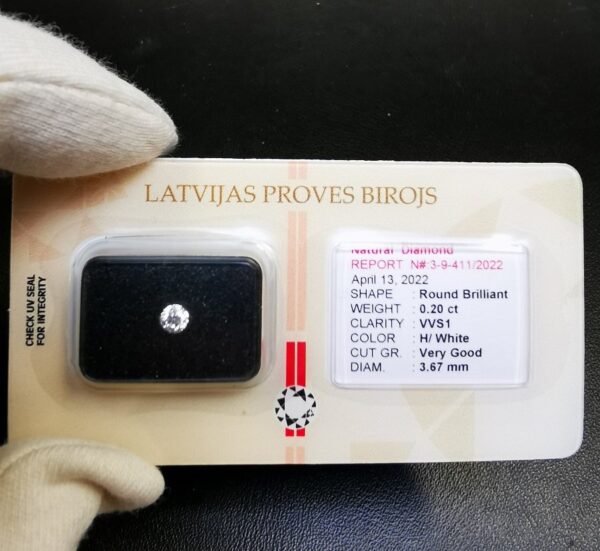 LATVIJAS PROVES BIROJS
CHECK UV SEAL
FOR INTEGRITY
Natural Diamond
REPORT N#:3-9-411/2022
April 13, 2022
SHAPE : Round Brilliant
WEIGHT : 0.20 ct
CLARITY : VVS1
COLOR : H/ White
CUT GR. : Very Good
DIAM. : 3.67 mm